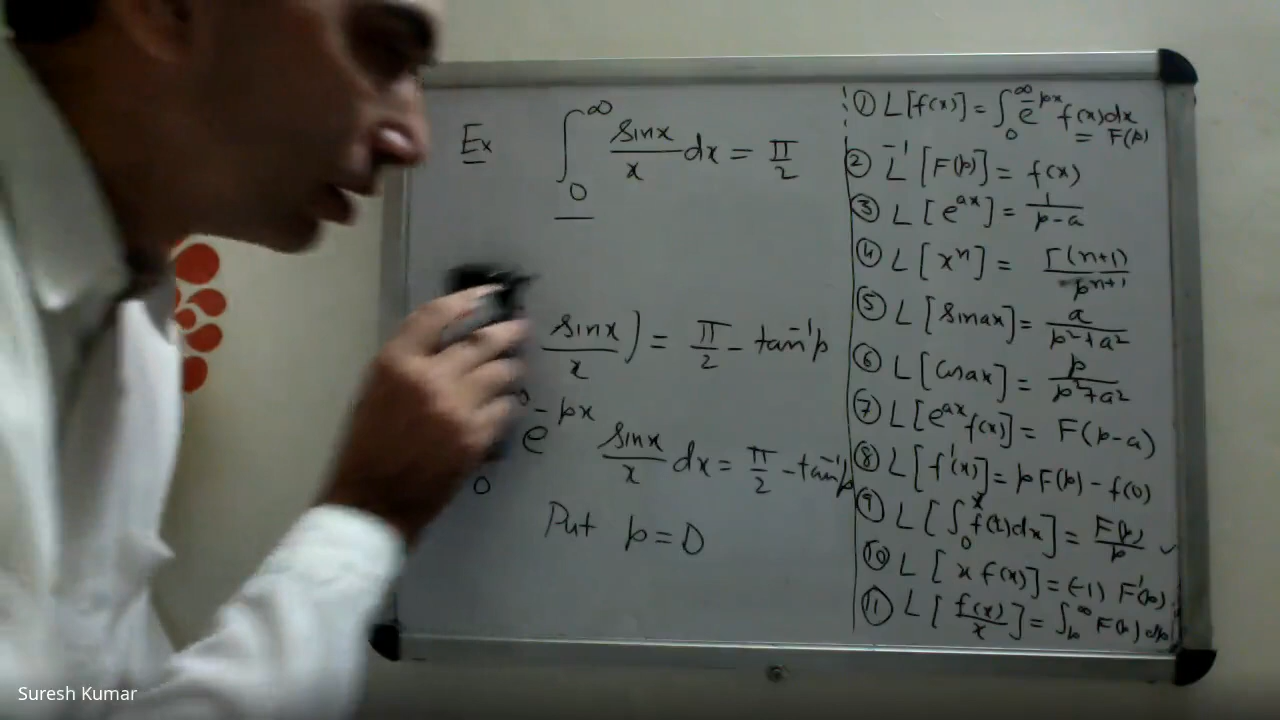 Ex ∫₀^∞ sinx/x dx = π/2
sinx/x) = π/2 - tan⁻¹p
0 e^-px sinx/x dx = π/2 - tan⁻¹p
Put p = 0
① L[f(x)] = ∫₀^∞ e^-px f(x)dx
= F(p)
② L⁻¹[F(p)] = f(x)
③ L[e^ax] = 1/p-a
④ L[x^n] = Γ(n+1)/p^n+1
⑤ L[sinax] = a/p²+a²
⑥ L[cosax] = p/p²+a²
⑦ L[e^ax f(x)] = F(p-a)
⑧ L[f'(x)] = pF(p) - f(0)
⑨ L[∫₀^x f(x)dx] = F(p)/p ✓
⑩ L[x f(x)] = (-1) F'(p)
⑪ L[f(x)/x] = ∫p^∞ F(p) dp
Suresh Kumar